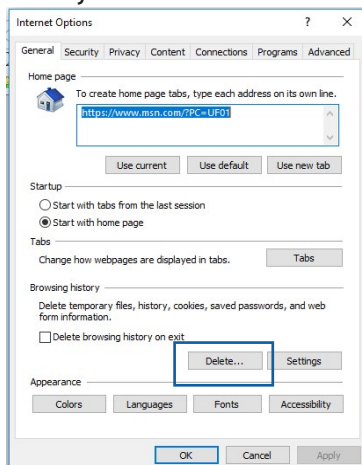 Internet Options ? X
General Security Privacy Content Connections Programs Advanced
Home page
To create home page tabs, type each address on its own line.
https://www.msn.com/?PC=UF01
Use current Use default Use new tab
Startup
Start with tabs from the last session
Start with home page
Tabs
Change how webpages are displayed in tabs. Tabs
Browsing history
Delete temporary files, history, cookies, saved passwords, and web
form information.
Delete browsing history on exit
Delete... Settings
Appearance
Colors Languages Fonts Accessibility
OK Cancel Apply